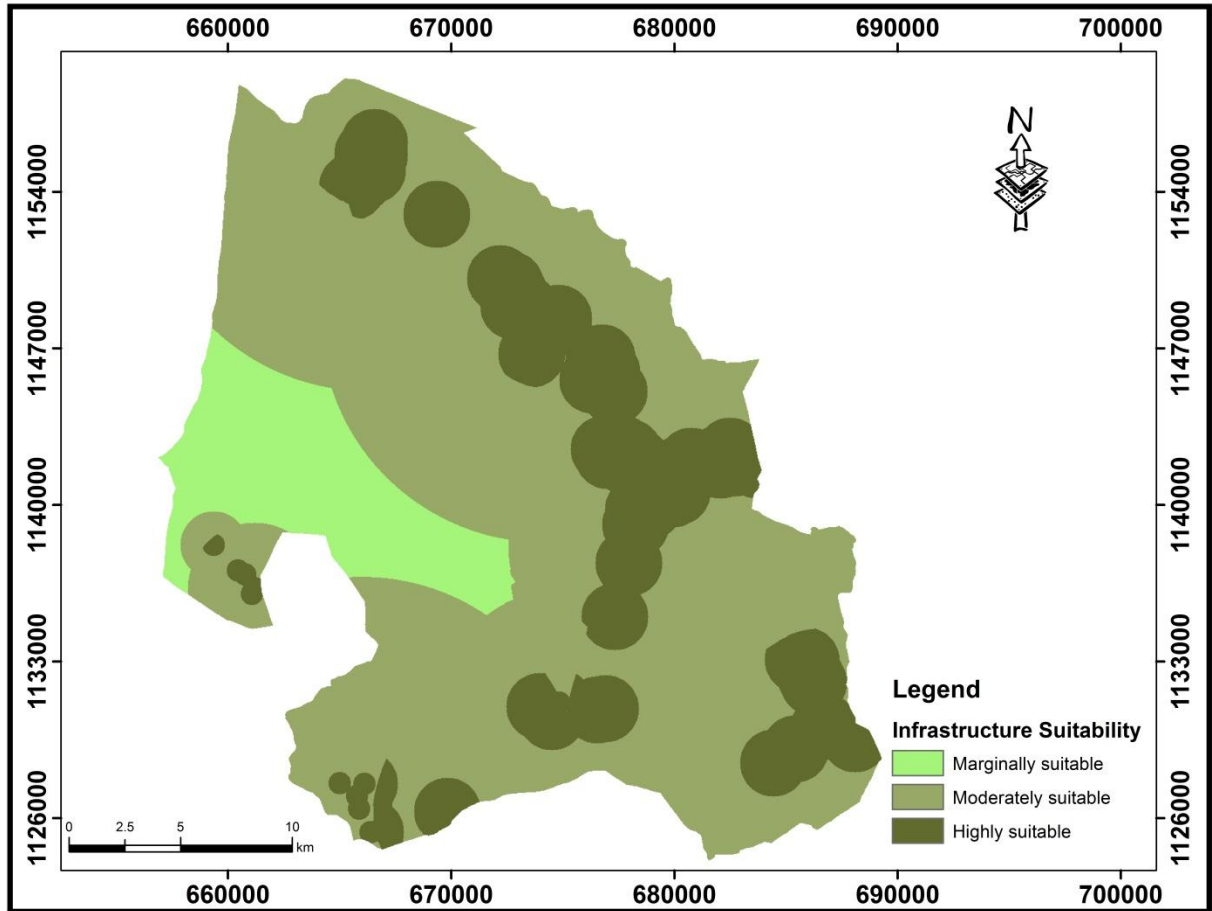 660000 670000 680000 690000 700000
N
1154000 1154000
1147000 1147000
1140000 1140000
1133000 1133000
1126000 1126000
Legend
Infrastructure Suitability
Marginally suitable
Moderately suitable
Highly suitable
0 2.5 5 10
km
660000 670000 680000 690000 700000